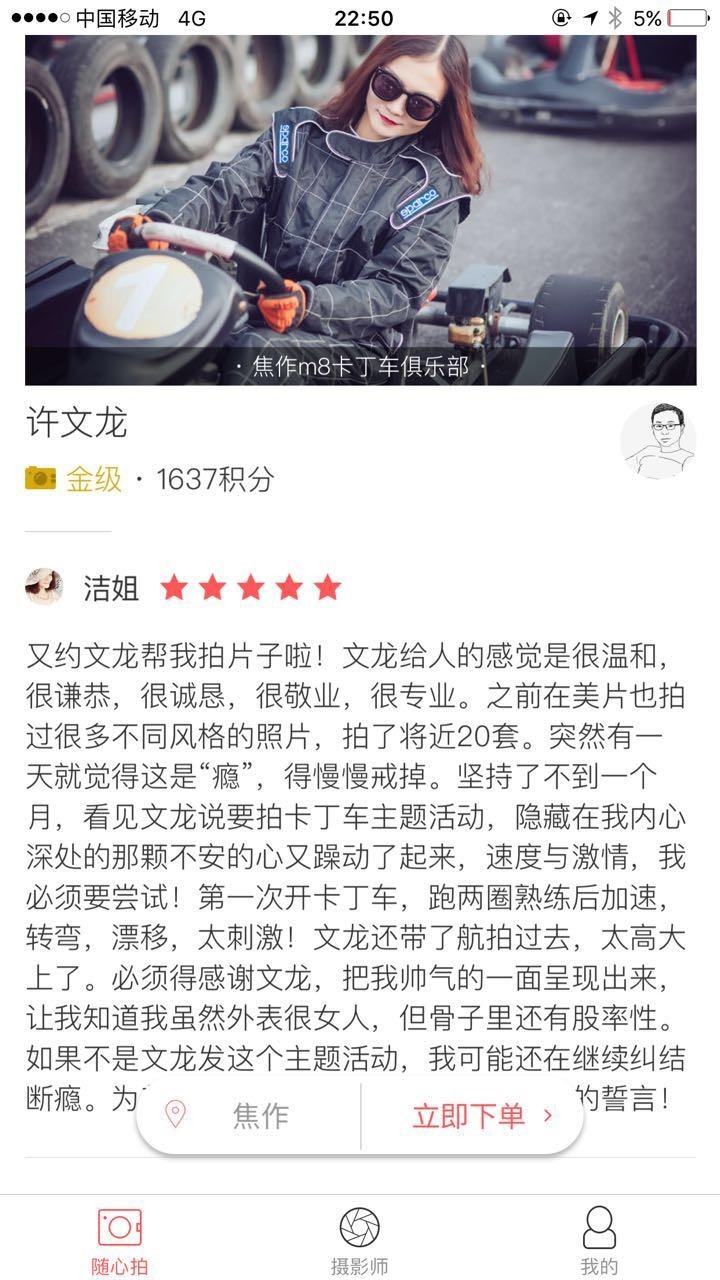 中国移动 4G 22:50 5%
sparco
sparco
1
· 焦作m8卡丁车俱乐部 ·
许文龙
金级 · 1637积分
洁姐
又约文龙帮我拍片子啦！文龙给人的感觉是很温和，
很谦恭，很诚恳，很敬业，很专业。之前在美片也拍
过很多不同风格的照片，拍了将近20套。突然有一
天就觉得这是“瘾”，得慢慢戒掉。坚持了不到一个
月，看见文龙说要拍卡丁车主题活动，隐藏在我内心
深处的那颗不安的心又躁动了起来，速度与激情，我
必须要尝试！第一次开卡丁车，跑两圈熟练后加速，
转弯，漂移，太刺激！文龙还带了航拍过去，太高大
上了。必须得感谢文龙，把我帅气的一面呈现出来，
让我知道我虽然外表很女人，但骨子里还有股率性。
如果不是文龙发这个主题活动，我可能还在继续纠结
断瘾。为 的誓言！
焦作 立即下单 ›
随心拍 摄影师 我的